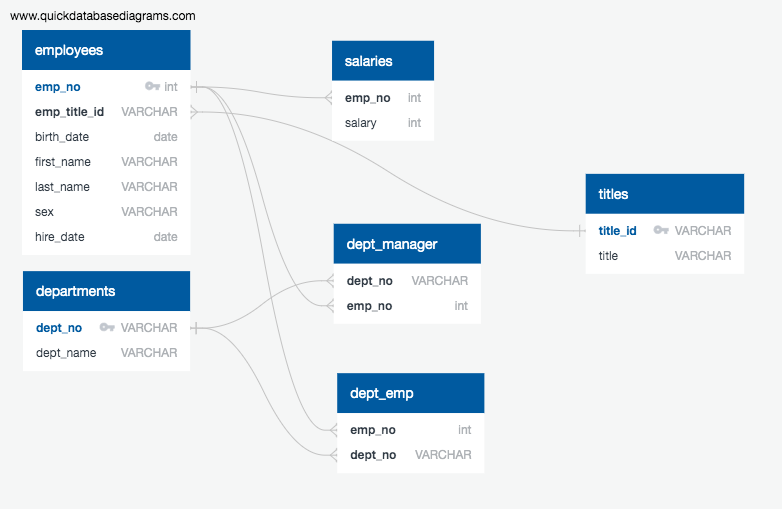 www.quickdatabasediagrams.com
employees
emp_no int
emp_title_id VARCHAR
birth_date date
first_name VARCHAR
last_name VARCHAR
sex VARCHAR
hire_date date
departments
dept_no VARCHAR
dept_name VARCHAR
salaries
emp_no int
salary int
dept_manager
dept_no VARCHAR
emp_no int
dept_emp
emp_no int
dept_no VARCHAR
titles
title_id VARCHAR
title VARCHAR